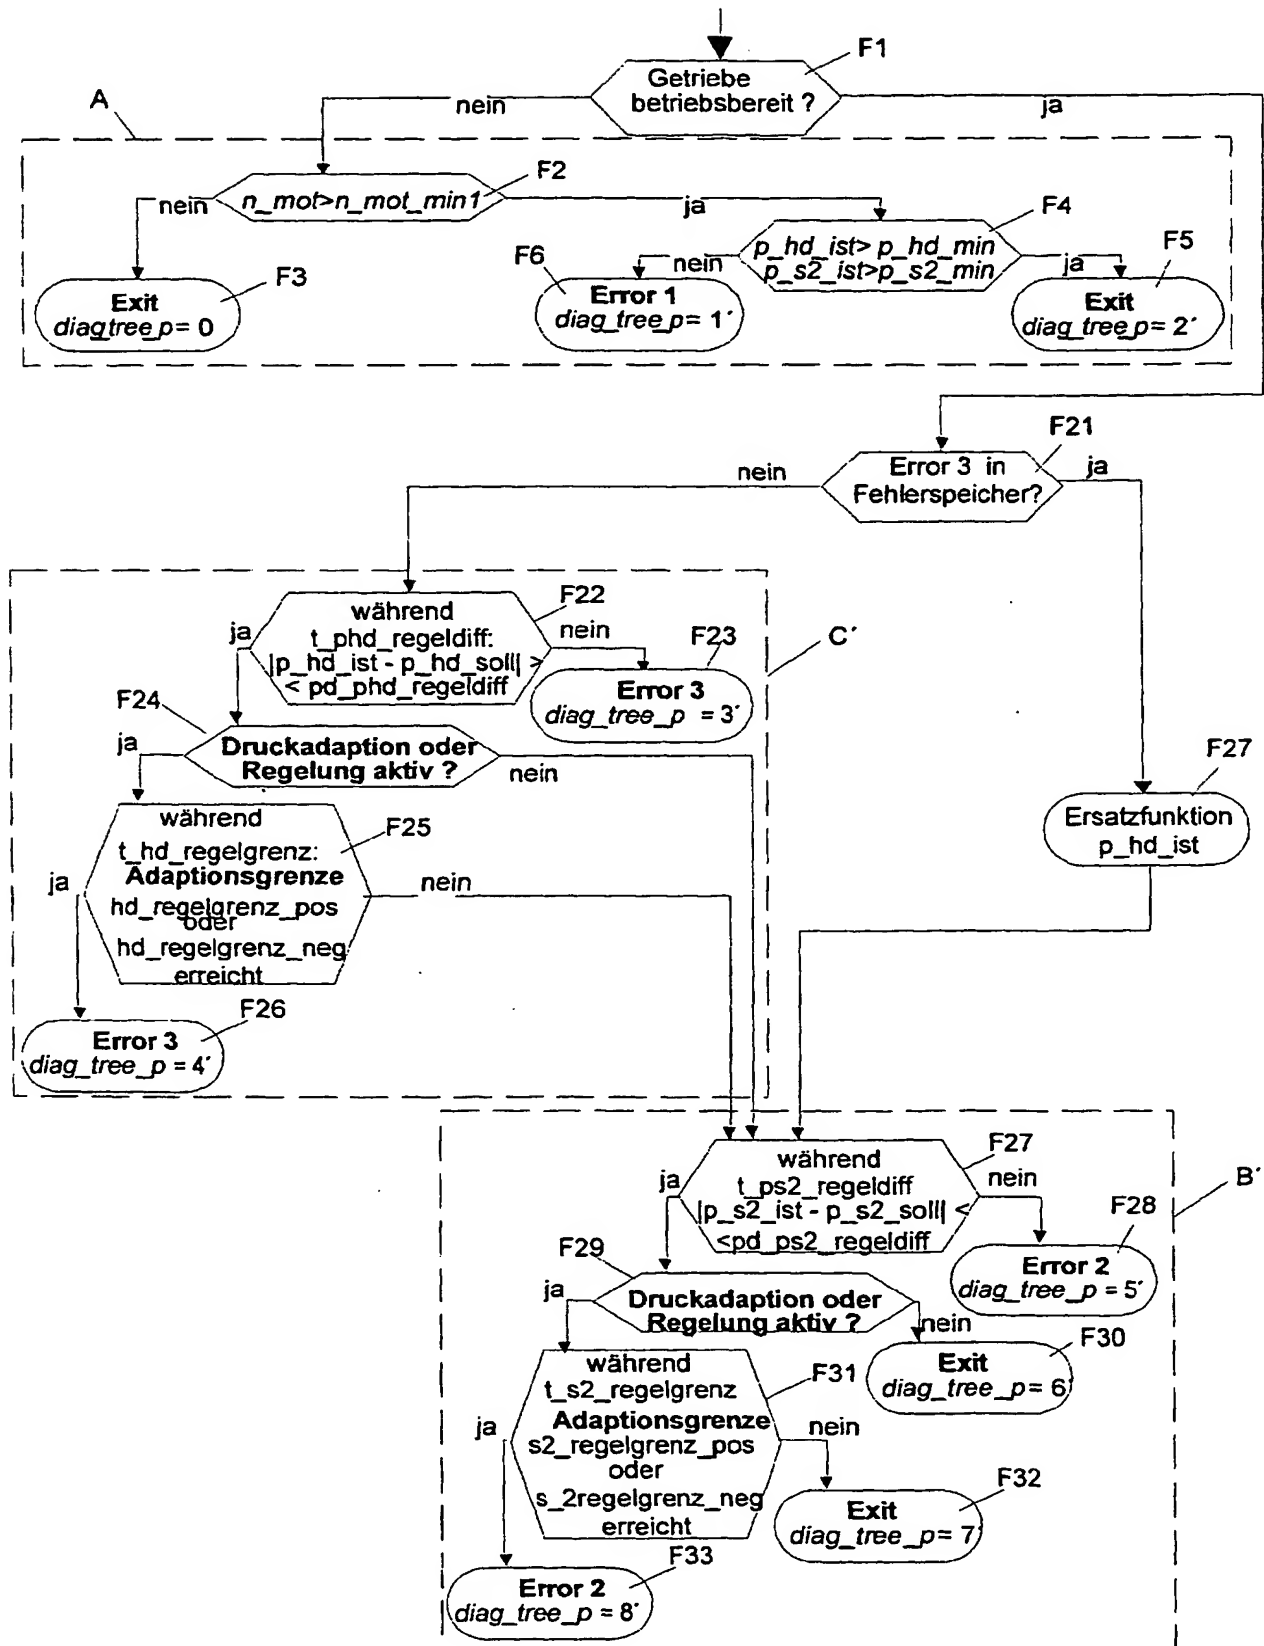 F1
Getriebe
betriebsbereit ?
nein
ja
A
F2
n_mot>n_mot_min1
nein
ja
F4
p_hd_ist> p_hd_min
p_s2_ist>p_s2_min
nein
ja
F3
Exit
diagtree_p= 0
F6
Error 1
diag_tree_p= 1´
F5
Exit
diag_tree_p= 2´
F21
Error 3 in
Fehlerspeicher?
nein
ja
F22
während
t_phd_regeldiff:
|p_hd_ist - p_hd_soll| >
< pd_phd_regeldiff
ja
nein
F23
Error 3
diag_tree_p = 3´
C´
F24
Druckadaption oder
Regelung aktiv ?
ja
nein
F27
Ersatzfunktion
p_hd_ist
F25
während
t_hd_regelgrenz:
Adaptionsgrenze
hd_regelgrenz_pos
oder
hd_regelgrenz_neg
erreicht
ja
nein
F26
Error 3
diag_tree_p = 4´
F27
während
t_ps2_regeldiff
|p_s2_ist - p_s2_soll| <
<pd_ps2_regeldiff
ja
nein
B´
F28
Error 2
diag_tree_p = 5´
F29
Druckadaption oder
Regelung aktiv ?
ja
nein
F30
Exit
diag_tree_p= 6´
F31
während
t_s2_regelgrenz
Adaptionsgrenze
s2_regelgrenz_pos
oder
s_2regelgrenz_neg
erreicht
ja
nein
F32
Exit
diag_tree_p= 7´
F33
Error 2
diag_tree_p = 8´